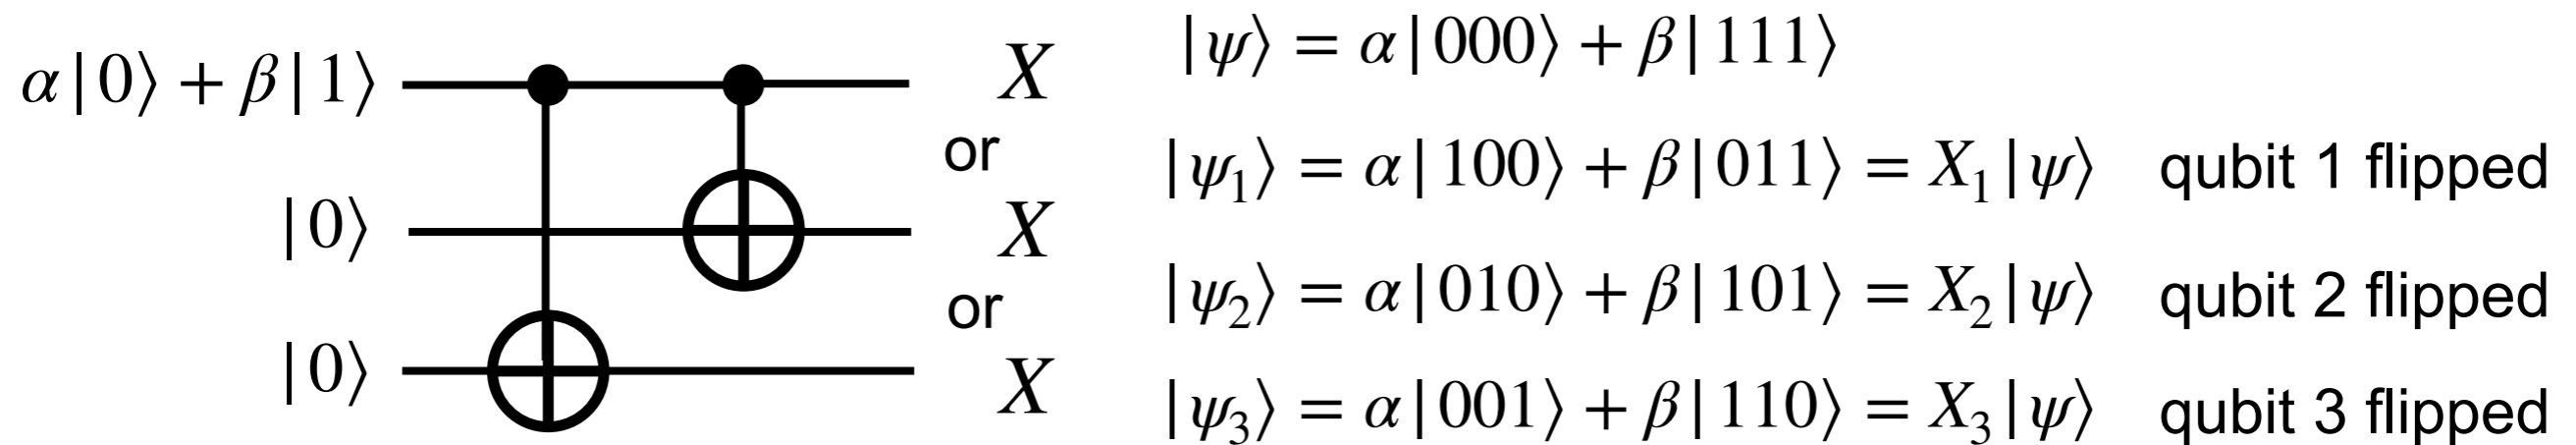 α|0⟩ + β|1⟩
|0⟩
|0⟩
X
or
X
or
X
|ψ⟩ = α|000⟩ + β|111⟩
|ψ₁⟩ = α|100⟩ + β|011⟩ = X₁|ψ⟩ qubit 1 flipped
|ψ₂⟩ = α|010⟩ + β|101⟩ = X₂|ψ⟩ qubit 2 flipped
|ψ₃⟩ = α|001⟩ + β|110⟩ = X₃|ψ⟩ qubit 3 flipped